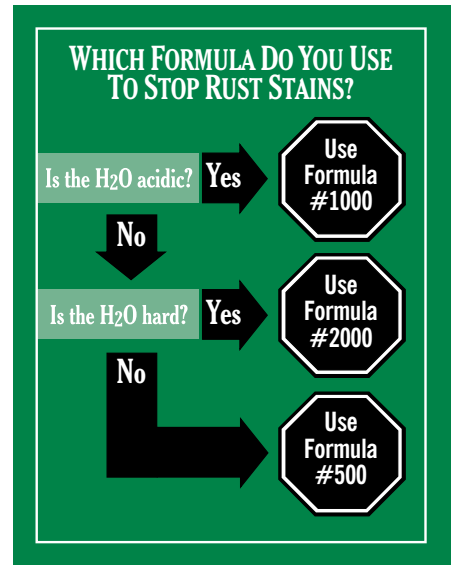 WHICH FORMULA DO YOU USE
TO STOP RUST STAINS?
Is the H2O acidic?
Yes
Use
Formula
#1000
No
Is the H2O hard?
Yes
Use
Formula
#2000
No
Use
Formula
#500